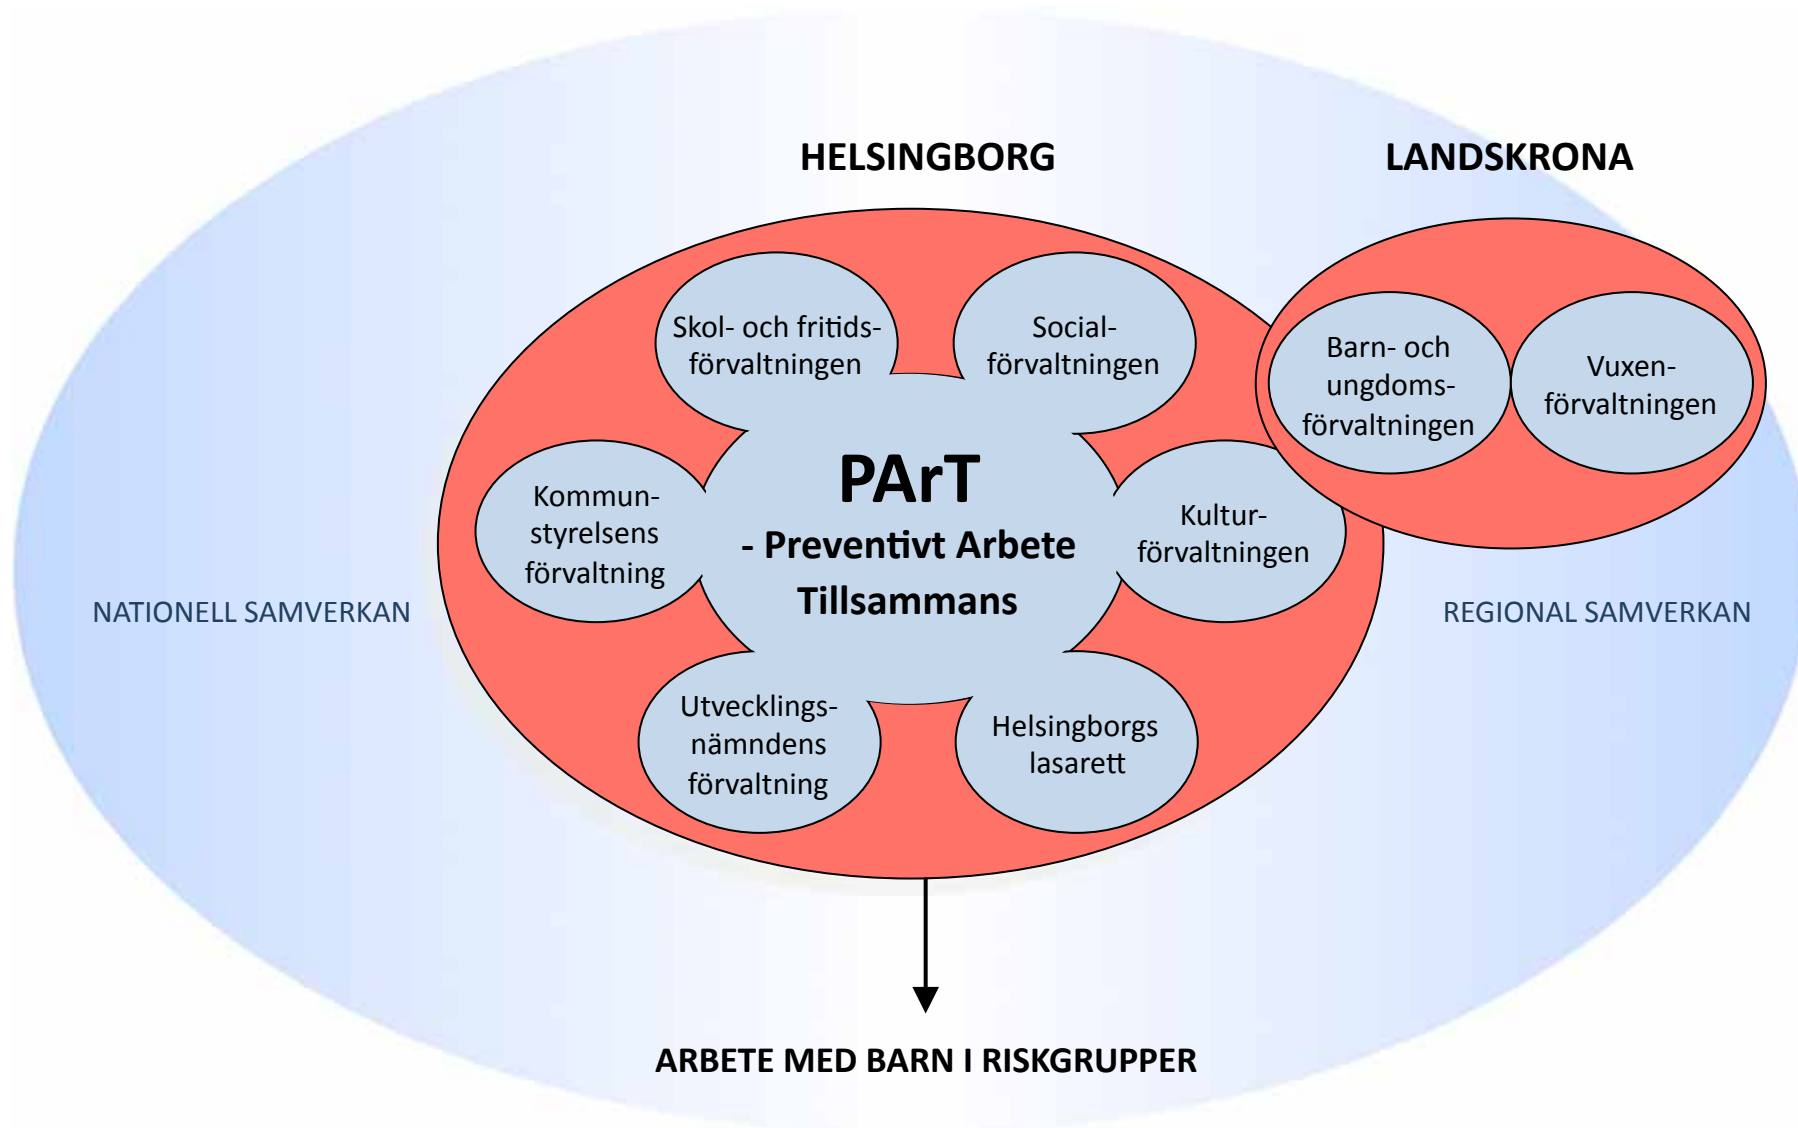 HELSINGBORG
LANDSKRONA
Skol- och fritids-
förvaltningen
Social-
förvaltningen
Barn- och
ungdoms-
förvaltningen
Vuxen-
förvaltningen
PArT
- Preventivt Arbete
Tillsammans
Kommun-
styrelsens
förvaltning
Kultur-
förvaltningen
NATIONELL SAMVERKAN
REGIONAL SAMVERKAN
Utvecklings-
nämndens
förvaltning
Helsingborgs
lasarett
ARBETE MED BARN I RISKGRUPPER